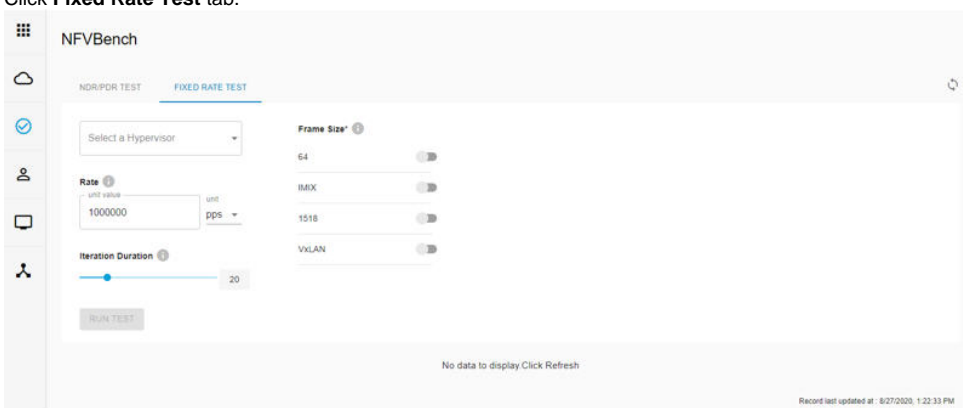 Click Fixed Rate Test tab.
NFVBench
NDR/PDR TEST FIXED RATE TEST
Select a Hypervisor
Frame Size*
64
IMIX
1518
VxLAN
Rate
unit value
1000000
unit
pps
Iteration Duration
20
RUN TEST
No data to display.Click Refresh
Record last updated at : 8/27/2020, 1:22:33 PM